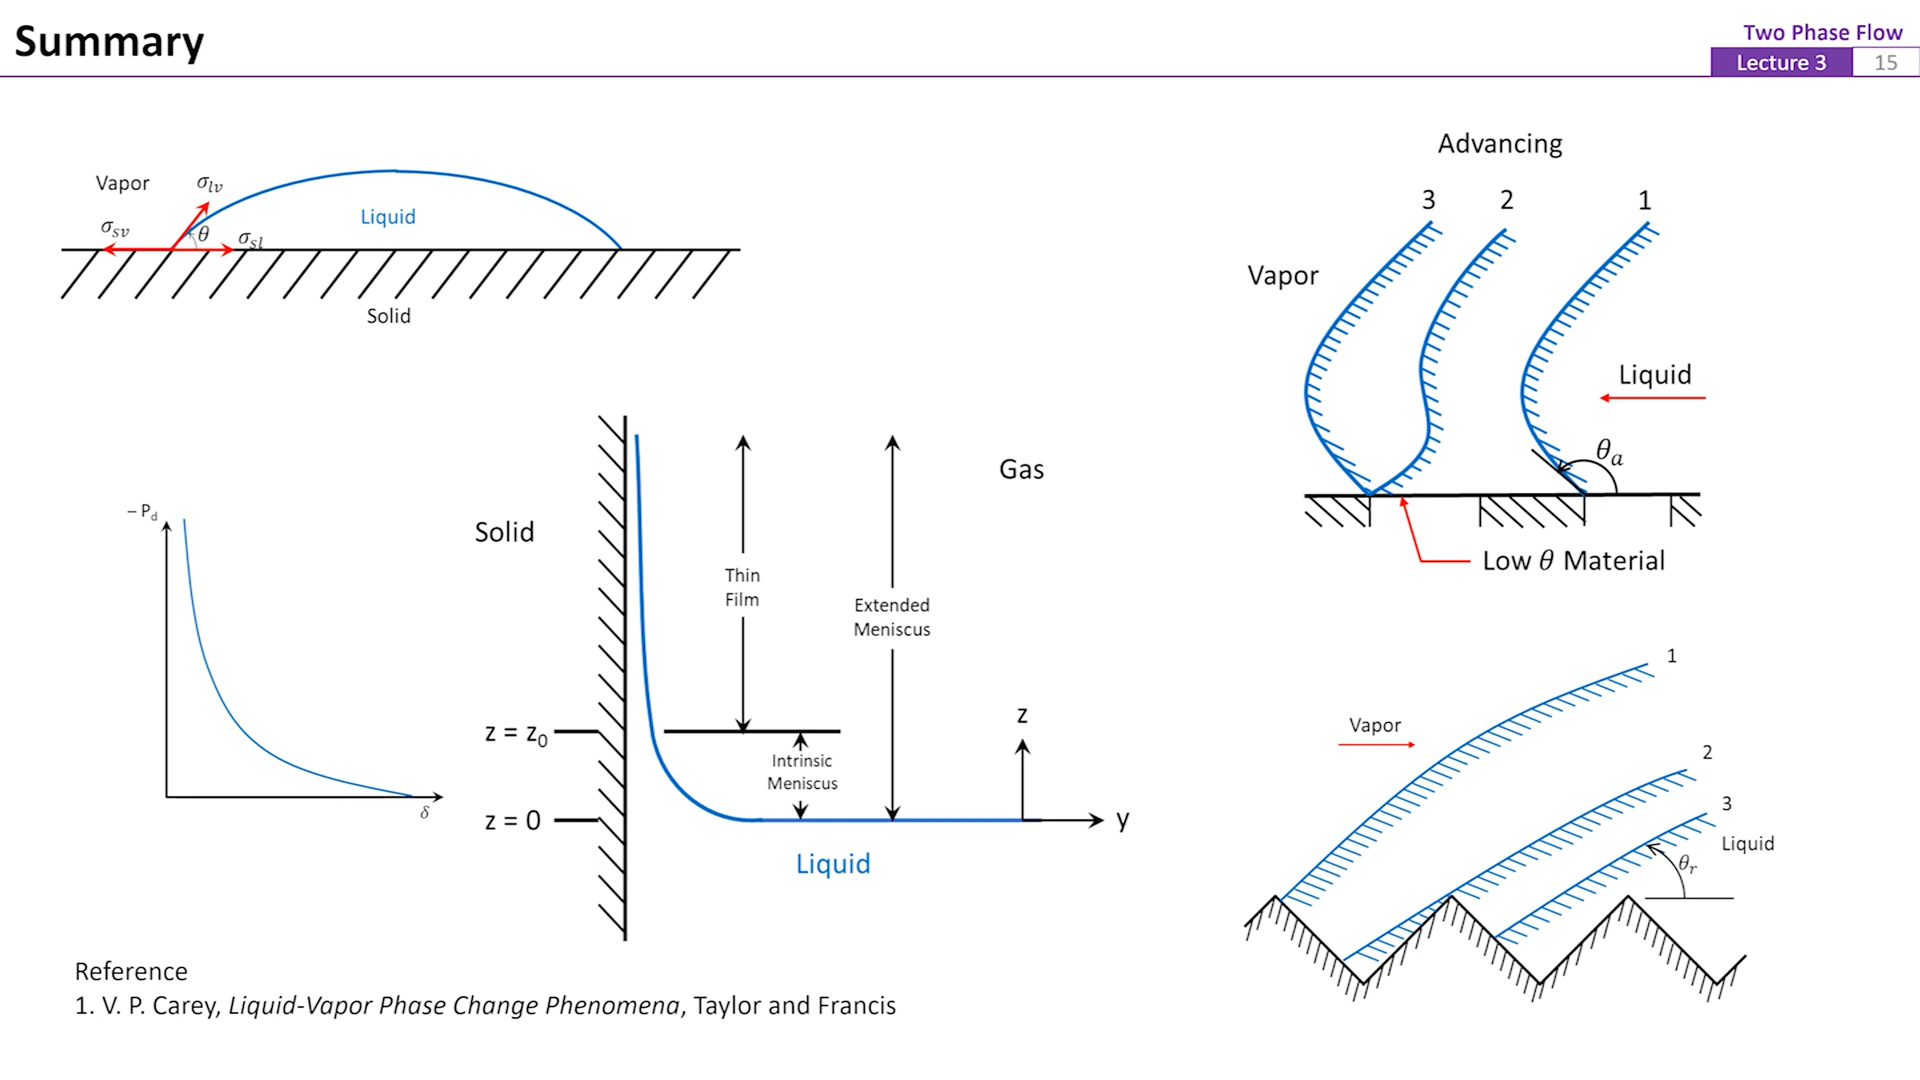 Summary
Two Phase Flow
Lecture 3
15
Vapor
σₗᵥ
σₛᵥ
θ
σₛₗ
Liquid
Solid
– P_d
δ
Solid
Gas
Thin
Film
Extended
Meniscus
z = z₀
Intrinsic
Meniscus
z = 0
z
y
Liquid
Advancing
3 2 1
Vapor
Liquid
θₐ
Low θ Material
1
Vapor
2
3
Liquid
θᵣ
Reference
1. V. P. Carey, Liquid-Vapor Phase Change Phenomena, Taylor and Francis